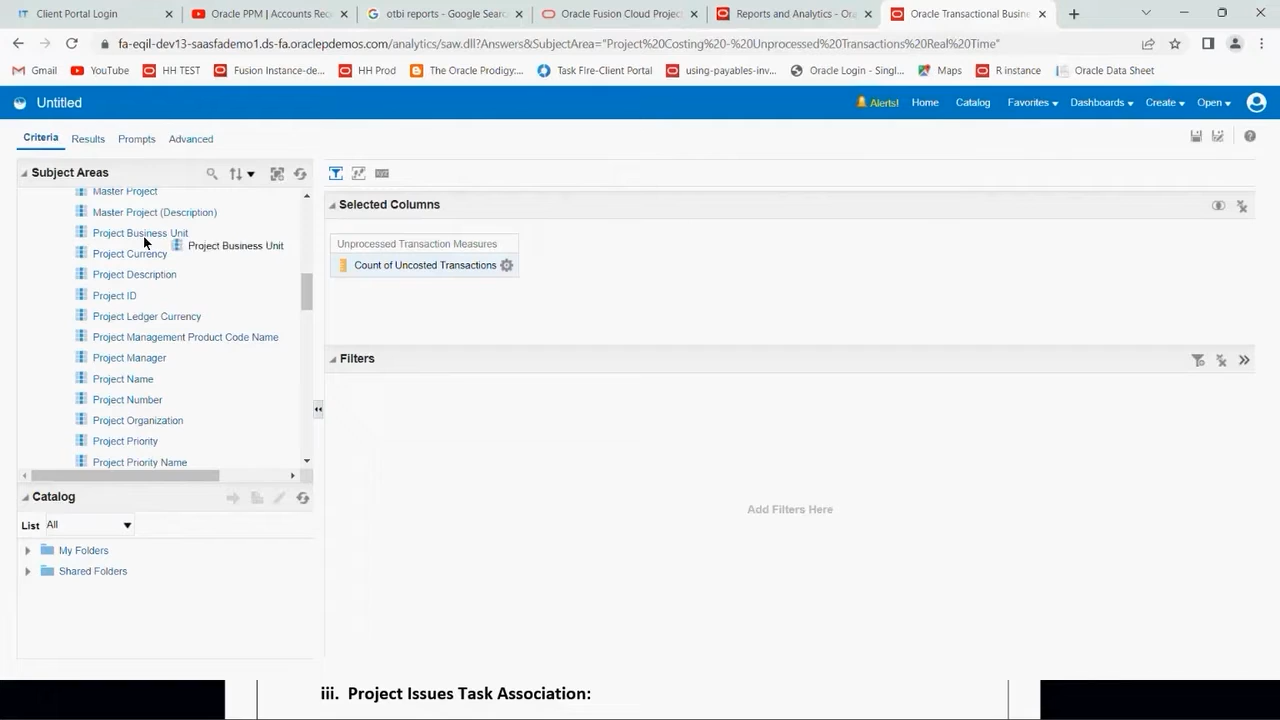 Client Portal Login
Oracle PPM | Accounts Rec
otbi reports - Google Searc
Oracle Fusion Cloud Project
Reports and Analytics - Ora
Oracle Transactional Busine
fa-eqil-dev13-saasfademo1.ds-fa.oraclepdemos.com/analytics/saw.dll?Answers&SubjectArea="Project%20Costing%20-%20Unprocessed%20Transactions%20Real%20Time"
Gmail
YouTube
HH TEST
Fusion Instance-de...
HH Prod
The Oracle Prodigy:...
Task FIre-Client Portal
using-payables-inv...
Oracle Login - Singl...
Maps
R instance
Oracle Data Sheet
Untitled
Alerts!
Home
Catalog
Favorites
Dashboards
Create
Open
Criteria
Results
Prompts
Advanced
Subject Areas
Master Project
Master Project (Description)
Project Business Unit
Project Business Unit
Project Currency
Project Description
Project ID
Project Ledger Currency
Project Management Product Code Name
Project Manager
Project Name
Project Number
Project Organization
Project Priority
Project Priority Name
Catalog
List All
My Folders
Shared Folders
Selected Columns
Unprocessed Transaction Measures
Count of Uncosted Transactions
Filters
Add Filters Here
iii. Project Issues Task Association: